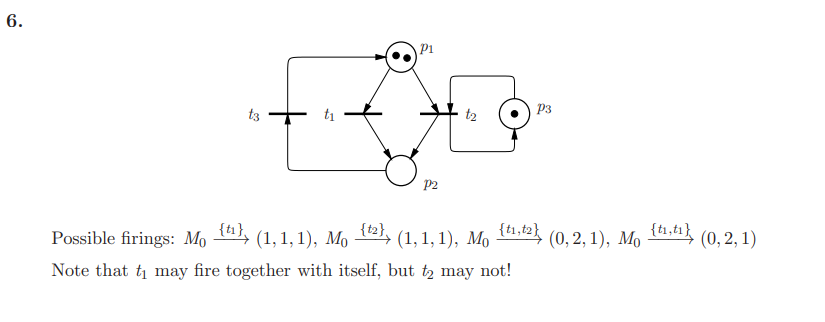 6.
p₁
t₃ t₁ t₂ p₃
p₂
Possible firings: M₀ —{t₁}→ (1, 1, 1), M₀ —{t₂}→ (1, 1, 1), M₀ —{t₁,t₂}→ (0, 2, 1), M₀ —{t₁,t₁}→ (0, 2, 1)
Note that t₁ may fire together with itself, but t₂ may not!